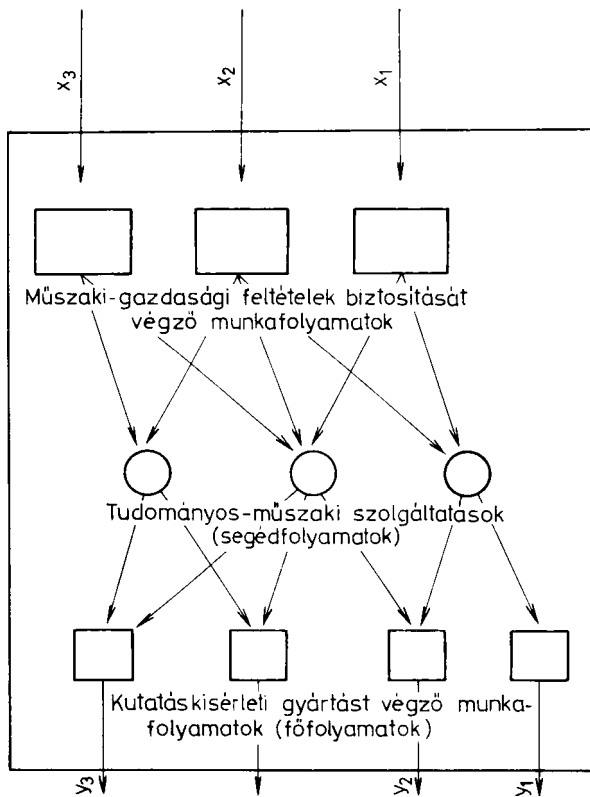 x₃
x₂
x₁
Műszaki-gazdasági feltételek biztositását
végző munkafolyamatok
Tudományos-műszaki szolgáltatások
(segédfolyamatok)
Kutatáskisérleti gyártást végző munka-
folyamatok (főfolyamatok)
y₃
y₂
y₁